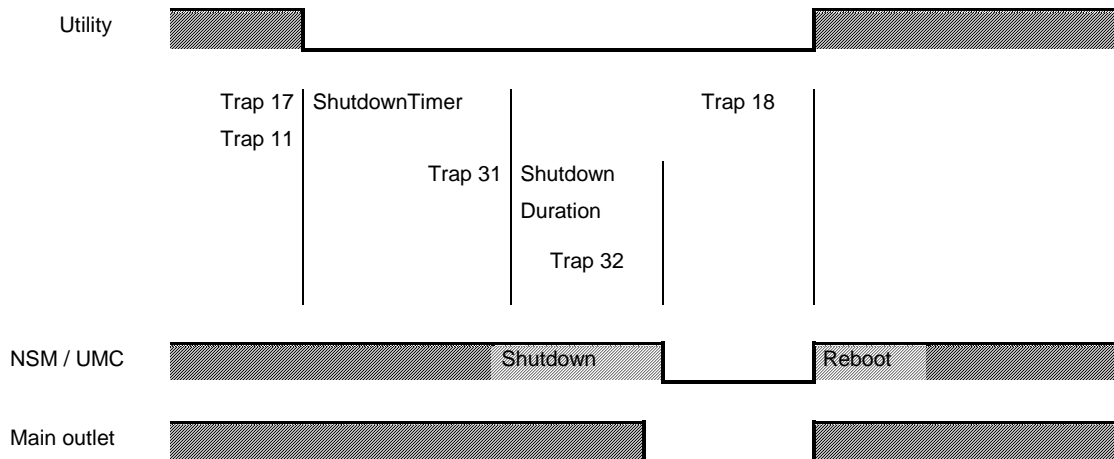 Utility
Trap 17 ShutdownTimer Trap 18
Trap 11
Trap 31 Shutdown
Duration
Trap 32
NSM / UMC Shutdown Reboot
Main outlet